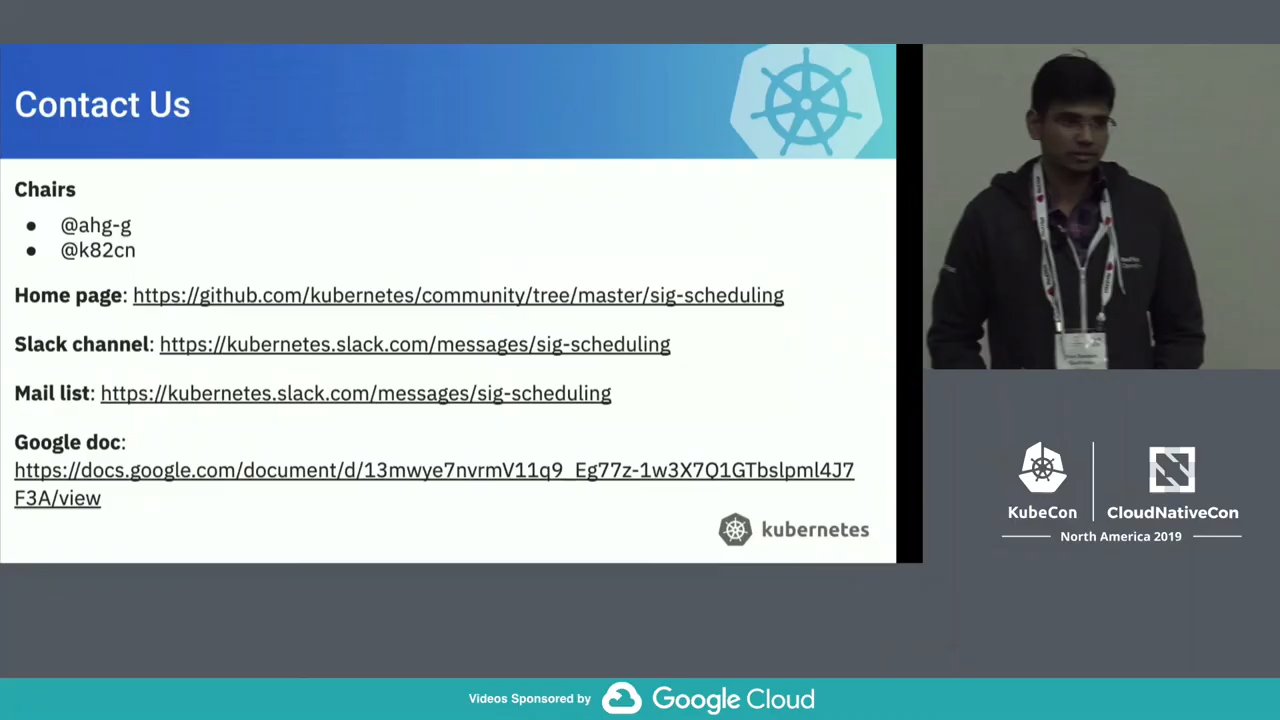 Contact Us
Chairs
● @ahg-g
● @k82cn
Home page: https://github.com/kubernetes/community/tree/master/sig-scheduling
Slack channel: https://kubernetes.slack.com/messages/sig-scheduling
Mail list: https://kubernetes.slack.com/messages/sig-scheduling
Google doc:
https://docs.google.com/document/d/13mwye7nvrmV11q9_Eg77z-1w3X7Q1GTbslpml4J7
F3A/view
kubernetes
KubeCon
CloudNativeCon
North America 2019
Videos Sponsored by Google Cloud